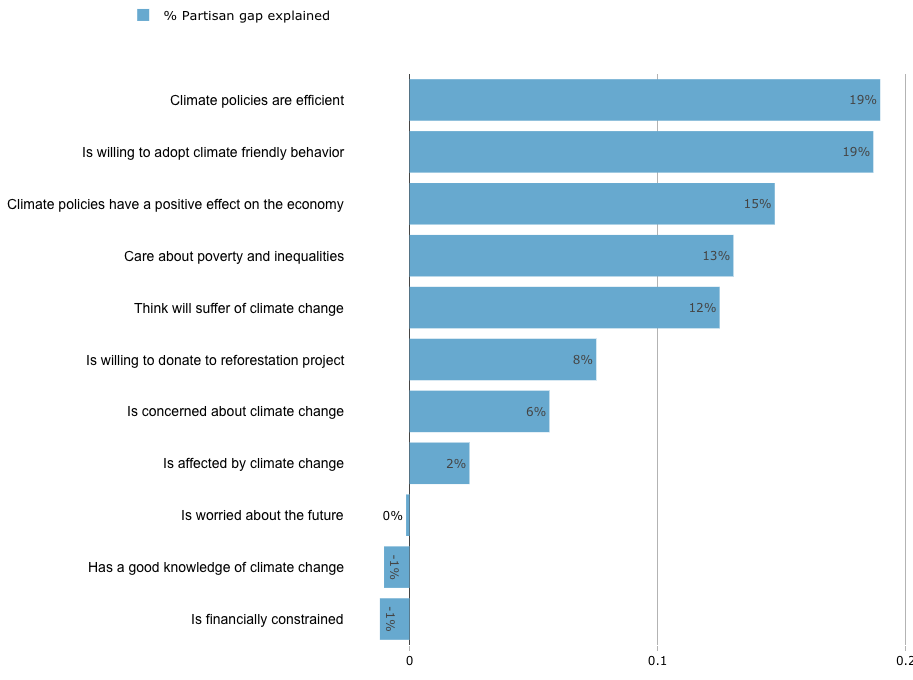 % Partisan gap explained
Climate policies are efficient 19%
Is willing to adopt climate friendly behavior 19%
Climate policies have a positive effect on the economy 15%
Care about poverty and inequalities 13%
Think will suffer of climate change 12%
Is willing to donate to reforestation project 8%
Is concerned about climate change 6%
Is affected by climate change 2%
Is worried about the future 0%
Has a good knowledge of climate change -1%
Is financially constrained -1%
0 0.1 0.2